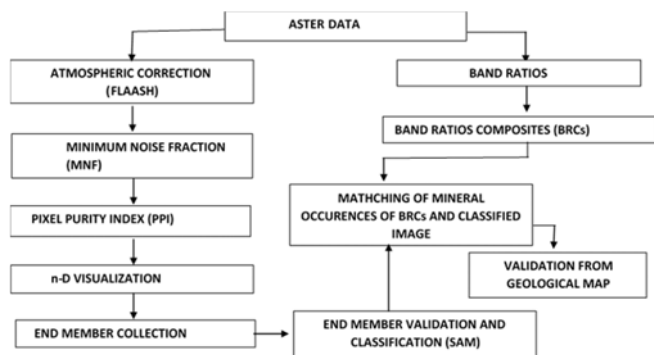 ASTER DATA
ATMOSPHERIC CORRECTION
(FLAASH)
BAND RATIOS
MINIMUM NOISE FRACTION
(MNF)
BAND RATIOS COMPOSITES (BRCs)
PIXEL PURITY INDEX (PPI)
MATHCHING OF MINERAL
OCCURENCES OF BRCs AND CLASSIFIED
IMAGE
n-D VISUALIZATION
VALIDATION FROM
GEOLOGICAL MAP
END MEMBER COLLECTION
END MEMBER VALIDATION AND
CLASSIFICATION (SAM)